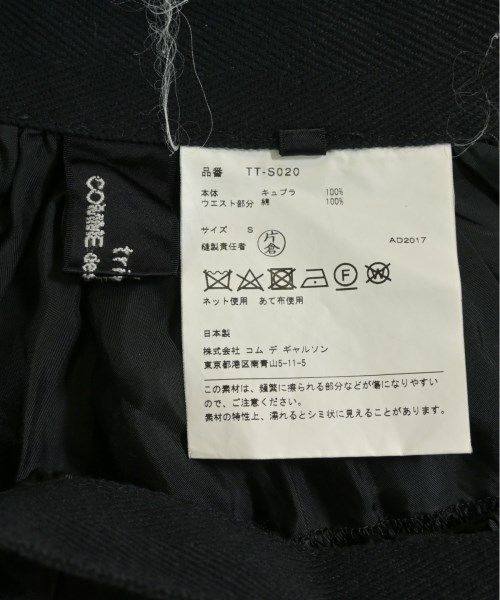 COMME
des
tri
品番 TT-S020
本体 キュプラ 100%
ウエスト部分 綿 100%
サイズ S
縫製責任者 片倉 AD2017
F W
ネット使用 あて布使用
日本製
株式会社 コム デ ギャルソン
東京都港区南青山5-11-5
この素材は、頻繁に擦られる部分などが傷になりやすい
ので、ご注意ください。
素材の特性上、濡れるとシミ状に見えることがあります。